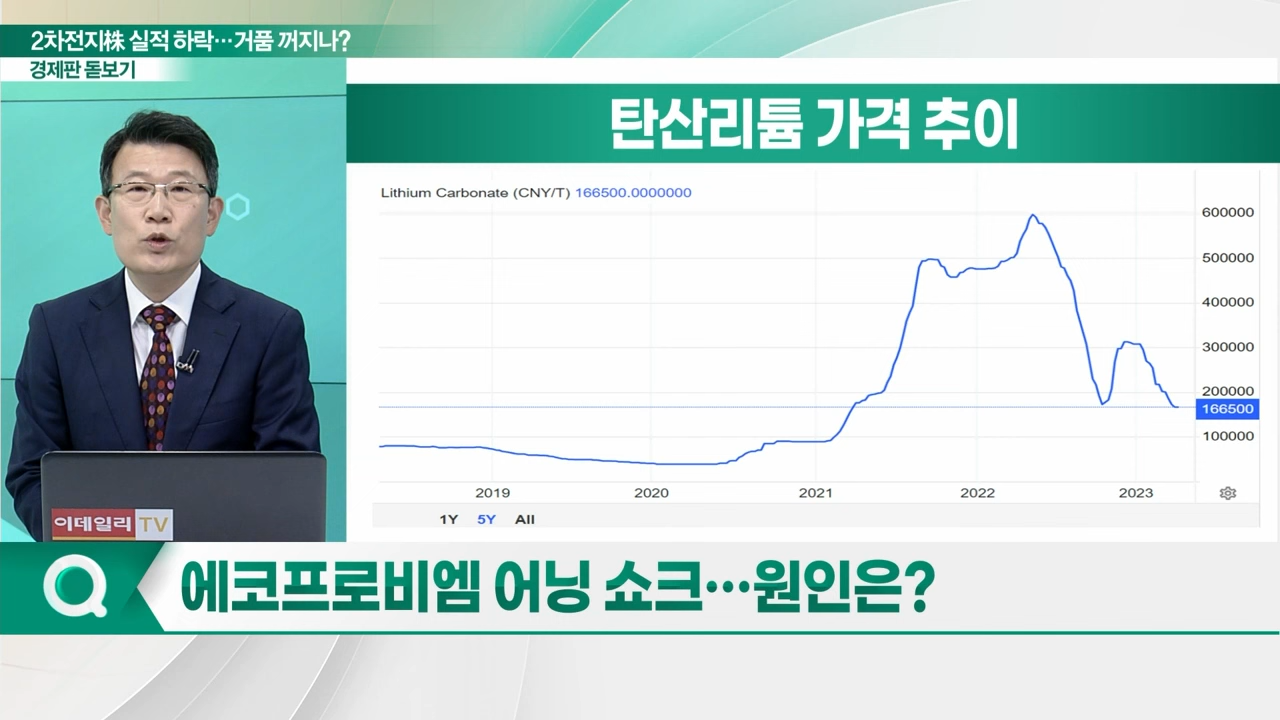 2차전지株 실적 하락…거품 꺼지나?
경제판 돋보기
탄산리튬 가격 추이
Lithium Carbonate (CNY/T) 166500.0000000
600000
500000
400000
300000
200000
166500
100000
2019 2020 2021 2022 2023
1Y 5Y All
이데일리 TV
에코프로비엠 어닝 쇼크…원인은?